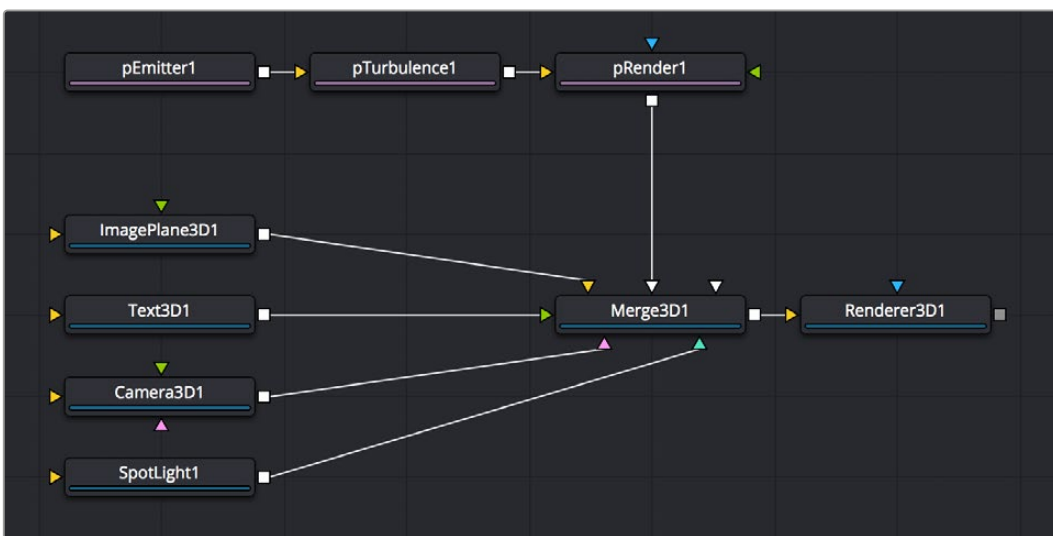 pEmitter1
pTurbulence1
pRender1
ImagePlane3D1
Text3D1
Merge3D1
Renderer3D1
Camera3D1
SpotLight1